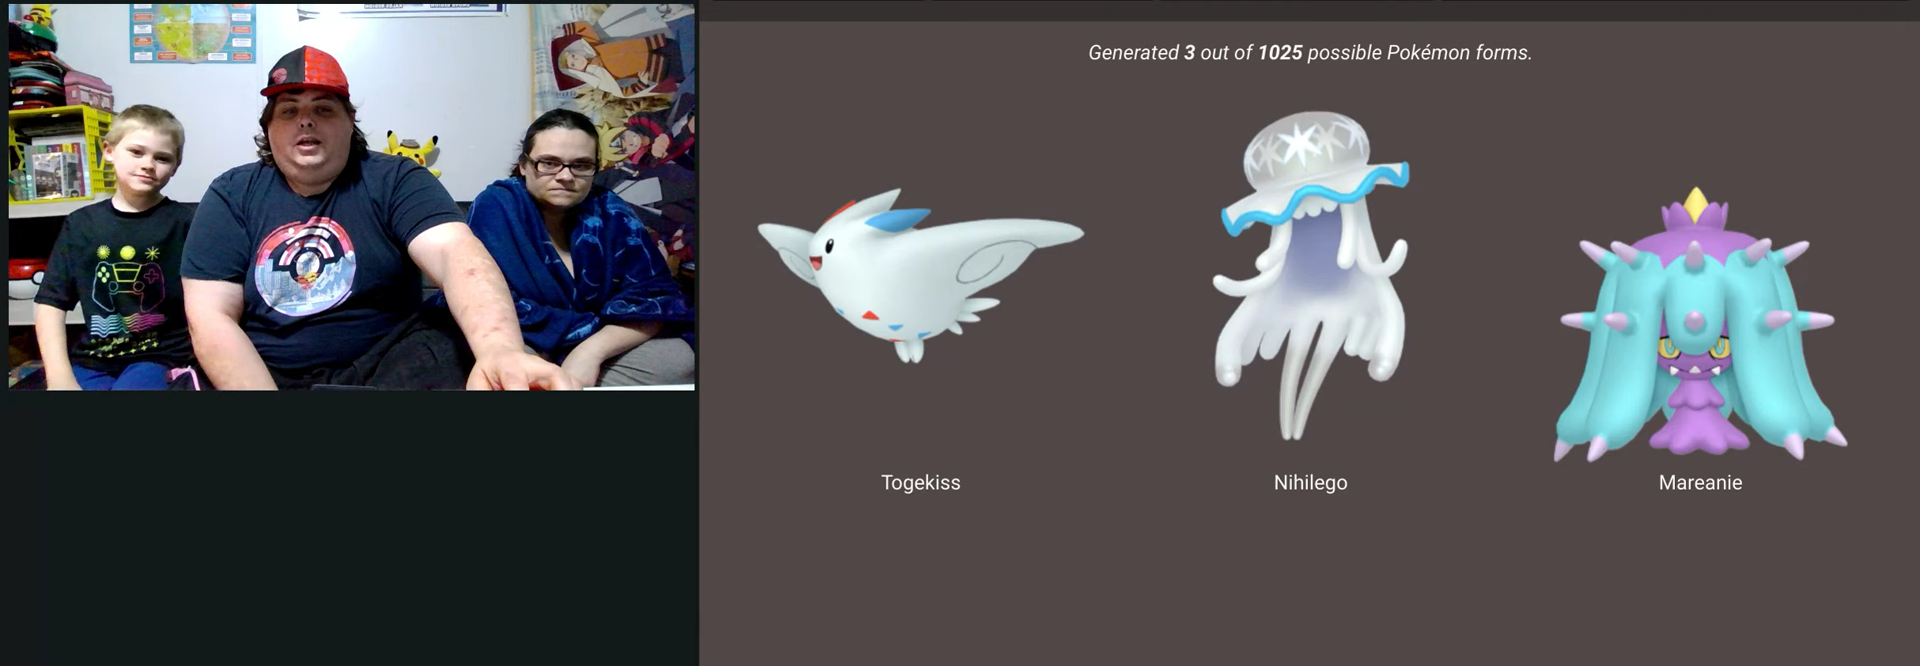 Generated 3 out of 1025 possible Pokémon forms.
Togekiss
Nihilego
Mareanie